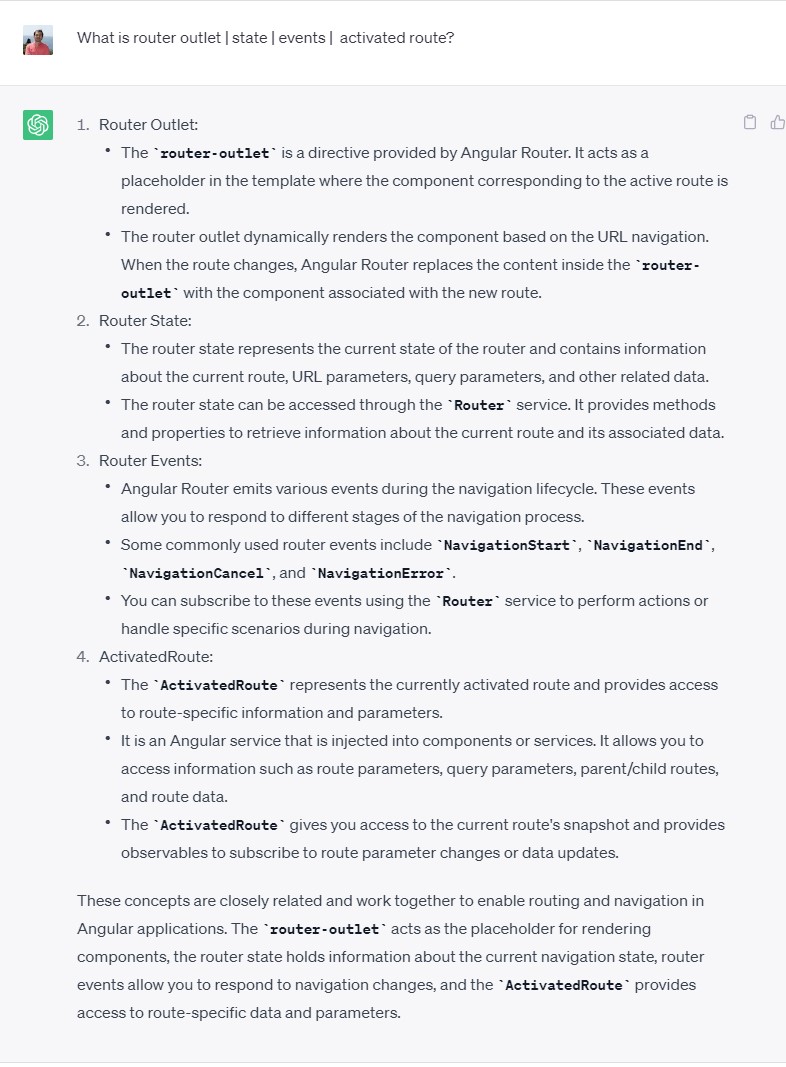 What is router outlet | state | events |  activated route?
1. Router Outlet:
• The `router-outlet` is a directive provided by Angular Router. It acts as a
placeholder in the template where the component corresponding to the active route is
rendered.
• The router outlet dynamically renders the component based on the URL navigation.
When the route changes, Angular Router replaces the content inside the `router-
outlet` with the component associated with the new route.
2. Router State:
• The router state represents the current state of the router and contains information
about the current route, URL parameters, query parameters, and other related data.
• The router state can be accessed through the `Router` service. It provides methods
and properties to retrieve information about the current route and its associated data.
3. Router Events:
• Angular Router emits various events during the navigation lifecycle. These events
allow you to respond to different stages of the navigation process.
• Some commonly used router events include `NavigationStart`, `NavigationEnd`,
`NavigationCancel`, and `NavigationError`.
• You can subscribe to these events using the `Router` service to perform actions or
handle specific scenarios during navigation.
4. ActivatedRoute:
• The `ActivatedRoute` represents the currently activated route and provides access
to route-specific information and parameters.
• It is an Angular service that is injected into components or services. It allows you to
access information such as route parameters, query parameters, parent/child routes,
and route data.
• The `ActivatedRoute` gives you access to the current route's snapshot and provides
observables to subscribe to route parameter changes or data updates.
These concepts are closely related and work together to enable routing and navigation in
Angular applications. The `router-outlet` acts as the placeholder for rendering
components, the router state holds information about the current navigation state, router
events allow you to respond to navigation changes, and the `ActivatedRoute` provides
access to route-specific data and parameters.